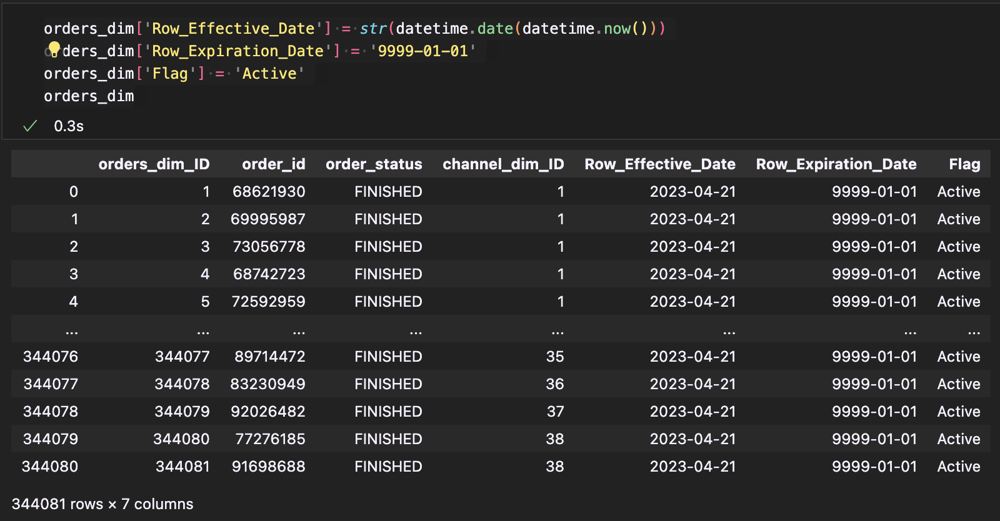 orders_dim['Row_Effective_Date'] = str(datetime.date(datetime.now()))
orders_dim['Row_Expiration_Date'] = '9999-01-01'
orders_dim['Flag'] = 'Active'
orders_dim
0.3s
orders_dim_ID order_id order_status channel_dim_ID Row_Effective_Date Row_Expiration_Date Flag
0 1 68621930 FINISHED 1 2023-04-21 9999-01-01 Active
1 2 69995987 FINISHED 1 2023-04-21 9999-01-01 Active
2 3 73056778 FINISHED 1 2023-04-21 9999-01-01 Active
3 4 68742723 FINISHED 1 2023-04-21 9999-01-01 Active
4 5 72592959 FINISHED 1 2023-04-21 9999-01-01 Active
... ... ... ... ... ... ... ...
344076 344077 89714472 FINISHED 35 2023-04-21 9999-01-01 Active
344077 344078 83230949 FINISHED 36 2023-04-21 9999-01-01 Active
344078 344079 92026482 FINISHED 37 2023-04-21 9999-01-01 Active
344079 344080 77276185 FINISHED 38 2023-04-21 9999-01-01 Active
344080 344081 91698688 FINISHED 38 2023-04-21 9999-01-01 Active
344081 rows × 7 columns